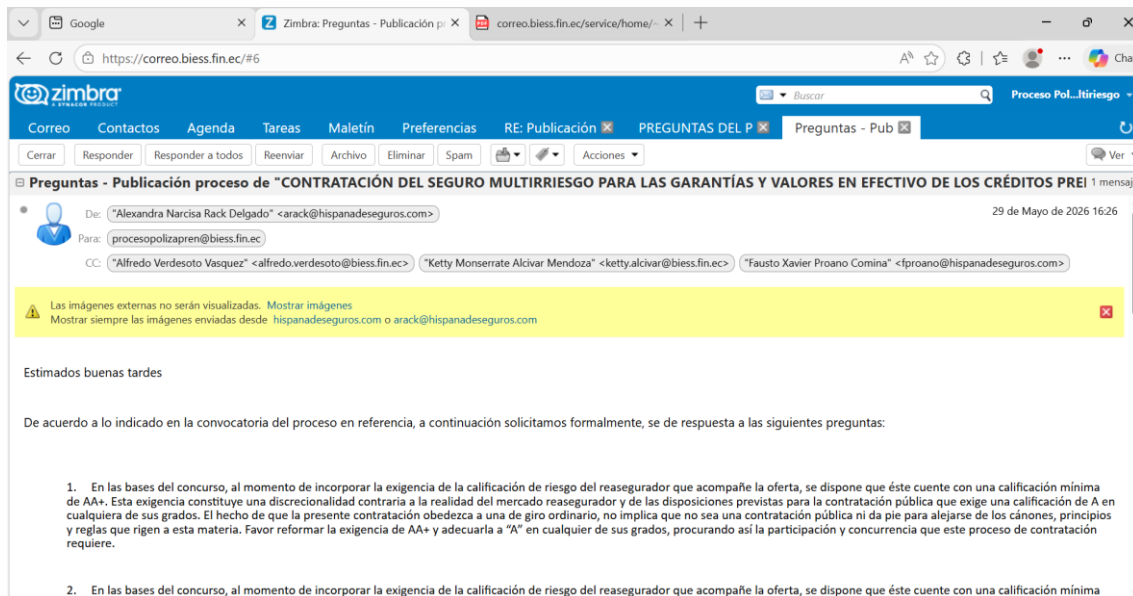 Google
Zimbra: Preguntas - Publicación pr
correo.biess.fin.ec/service/home/~
https://correo.biess.fin.ec/#6
Cha
zimbra
A SYNACOR PRODUCT
Buscar
Proceso Pol...ltiriesgo
Correo Contactos Agenda Tareas Maletín Preferencias RE: Publicación PREGUNTAS DEL P Preguntas - Pub
Cerrar Responder Responder a todos Reenviar Archivo Eliminar Spam Acciones Ver
Preguntas - Publicación proceso de "CONTRATACIÓN DEL SEGURO MULTIRRIESGO PARA LAS GARANTÍAS Y VALORES EN EFECTIVO DE LOS CRÉDITOS PREI 1 mensaj
De: "Alexandra Narcisa Rack Delgado" <arack@hispanadeseguros.com> 29 de Mayo de 2026 16:26
Para: procesopolizapren@biess.fin.ec
CC: "Alfredo Verdesoto Vasquez" <alfredo.verdesoto@biess.fin.ec> "Ketty Monserrate Alcivar Mendoza" <ketty.alcivar@biess.fin.ec> "Fausto Xavier Proano Comina" <fproano@hispanadeseguros.com>
Las imágenes externas no serán visualizadas. Mostrar imágenes
Mostrar siempre las imágenes enviadas desde hispanadeseguros.com o arack@hispanadeseguros.com
Estimados buenas tardes
De acuerdo a lo indicado en la convocatoria del proceso en referencia, a continuación solicitamos formalmente, se de respuesta a las siguientes preguntas:
1. En las bases del concurso, al momento de incorporar la exigencia de la calificación de riesgo del reasegurador que acompañe la oferta, se dispone que éste cuente con una calificación mínima
de AA+. Esta exigencia constituye una discrecionalidad contraria a la realidad del mercado reasegurador y de las disposiciones previstas para la contratación pública que exige una calificación de A en
cualquiera de sus grados. El hecho de que la presente contratación obedezca a una de giro ordinario, no implica que no sea una contratación pública ni da pie para alejarse de los cánones, principios
y reglas que rigen a esta materia. Favor reformar la exigencia de AA+ y adecuarla a "A" en cualquier de sus grados, procurando así la participación y concurrencia que este proceso de contratación
requiere.
2. En las bases del concurso, al momento de incorporar la exigencia de la calificación de riesgo del reasegurador que acompañe la oferta, se dispone que éste cuente con una calificación mínima